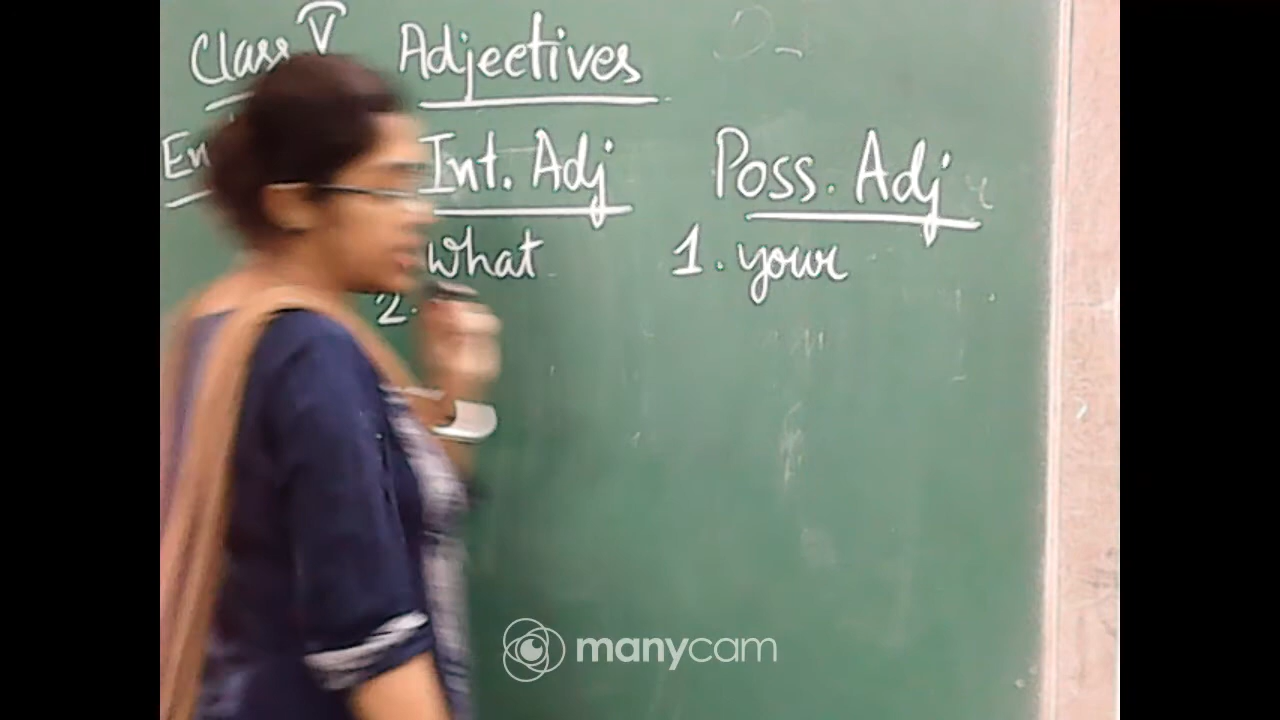 Class V Adjectives
Int. Adj Poss. Adj
What 1. your
2.
manycam